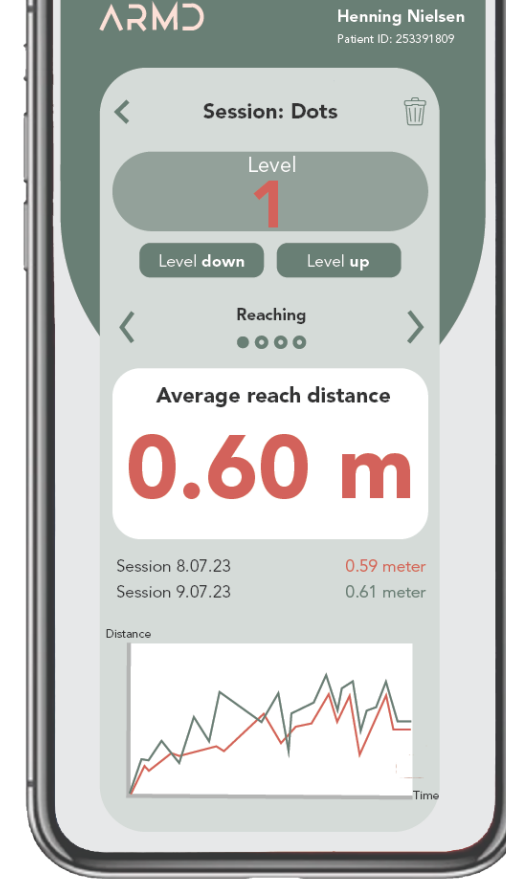 ARMD
Henning Nielsen
Patient ID: 253391809
Session: Dots
Level
1
Level down
Level up
Reaching
Average reach distance
0.60 m
Session 8.07.23 0.59 meter
Session 9.07.23 0.61 meter
Distance
Time